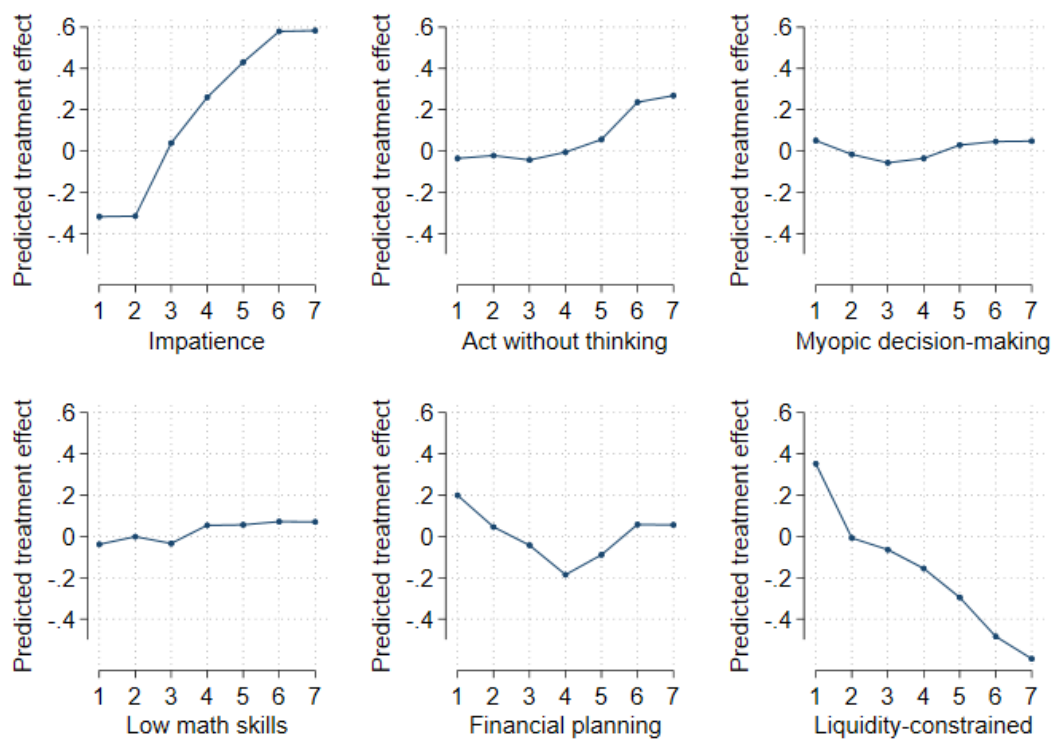 Predicted treatment effect
.6
.4
.2
0
-.2
-.4
1 2 3 4 5 6 7
Impatience
Predicted treatment effect
.6
.4
.2
0
-.2
-.4
1 2 3 4 5 6 7
Act without thinking
Predicted treatment effect
.6
.4
.2
0
-.2
-.4
1 2 3 4 5 6 7
Myopic decision-making
Predicted treatment effect
.6
.4
.2
0
-.2
-.4
1 2 3 4 5 6 7
Low math skills
Predicted treatment effect
.6
.4
.2
0
-.2
-.4
1 2 3 4 5 6 7
Financial planning
Predicted treatment effect
.6
.4
.2
0
-.2
-.4
1 2 3 4 5 6 7
Liquidity-constrained